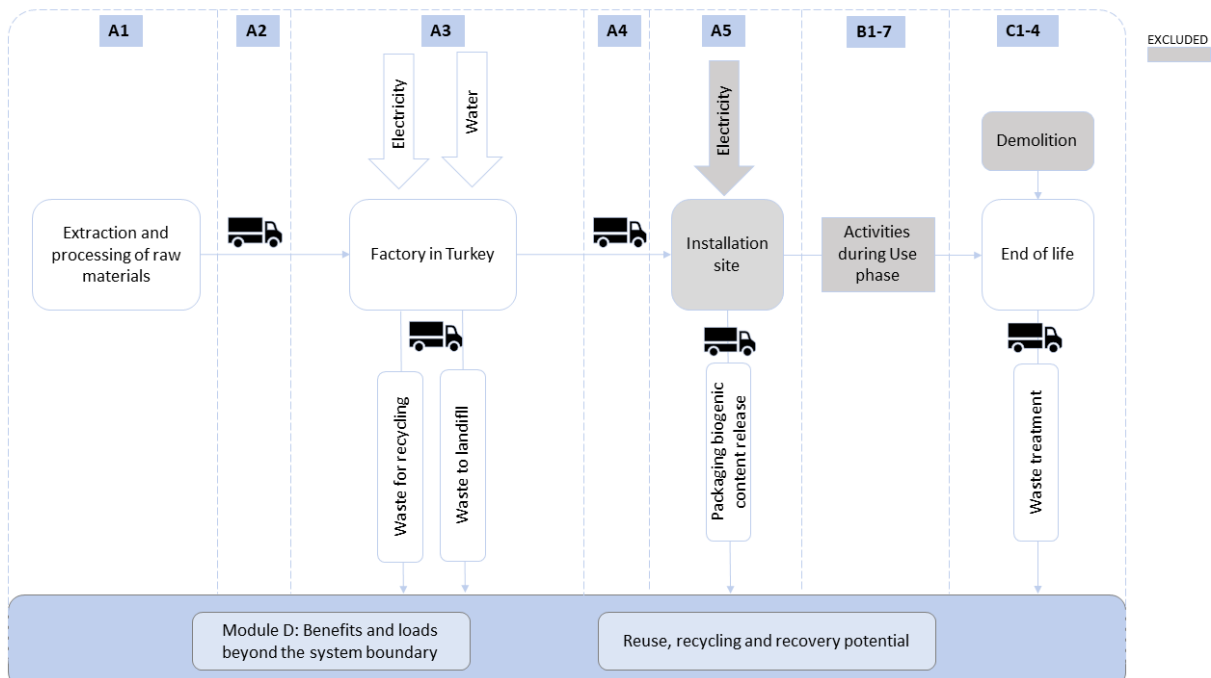 A1
A2
A3
A4
A5
B1-7
C1-4
EXCLUDED
Electricity
Water
Electricity
Demolition
Extraction and
processing of raw
materials
Factory in Turkey
Installation
site
Activities
during Use
phase
End of life
Waste for recycling
Waste to landfill
Packaging biogenic
content release
Waste treatment
Module D: Benefits and loads
beyond the system boundary
Reuse, recycling and recovery potential